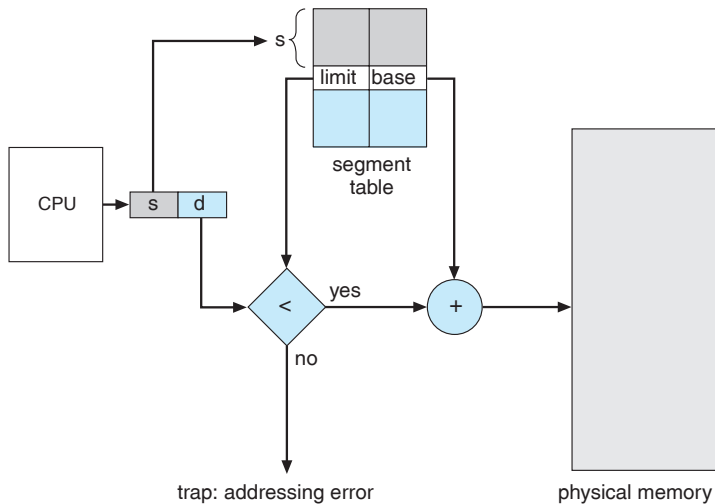 s
limit base
segment
table
CPU
s d
<
yes
+
no
trap: addressing error
physical memory